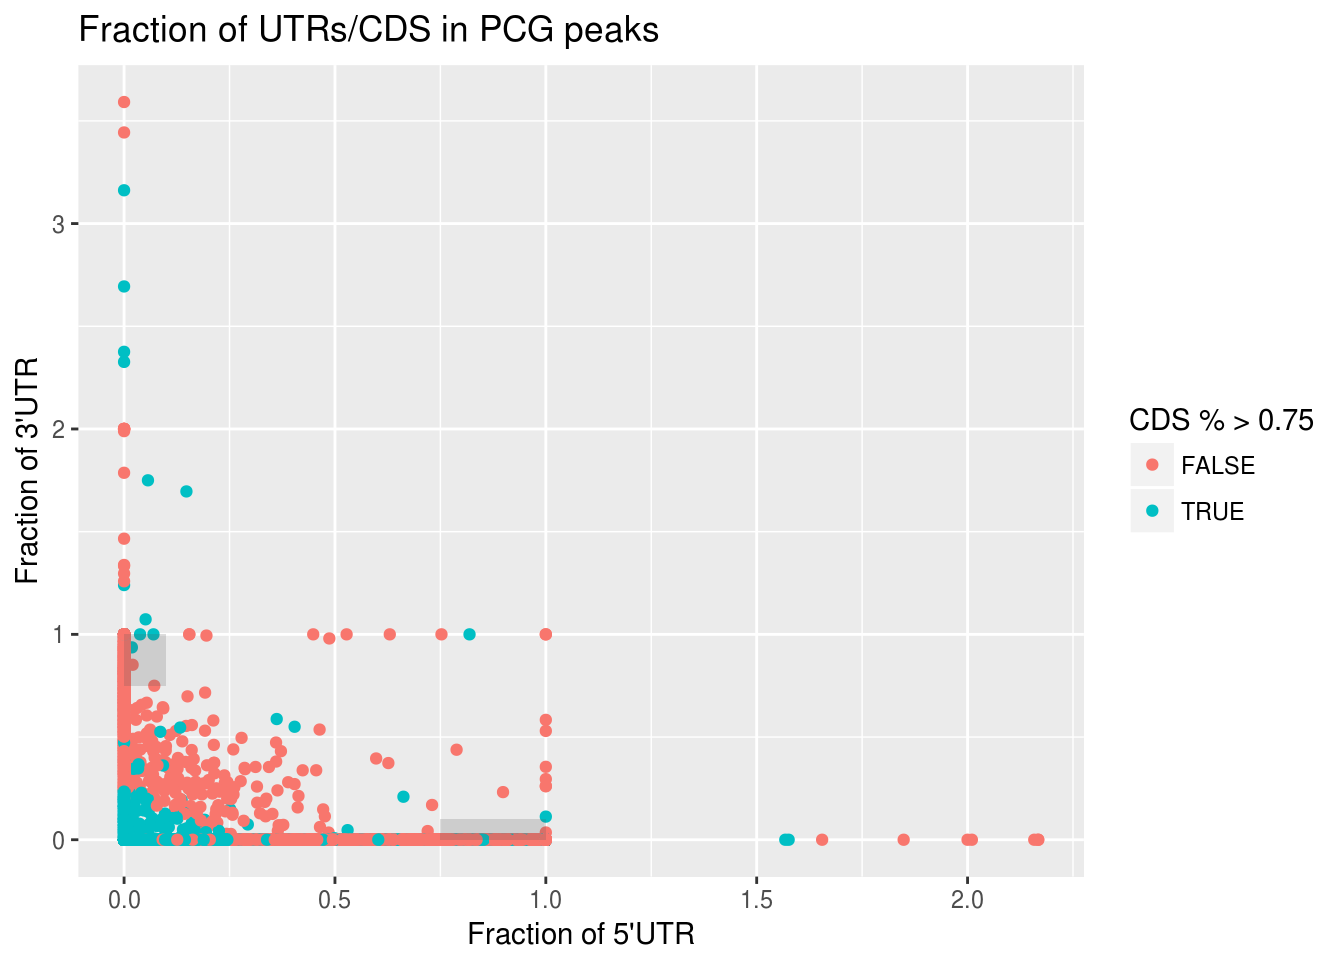 Fraction of UTRs/CDS in PCG peaks
3
2
1
0
Fraction of 3'UTR
0.0 0.5 1.0 1.5 2.0
Fraction of 5'UTR
CDS % > 0.75
FALSE
TRUE